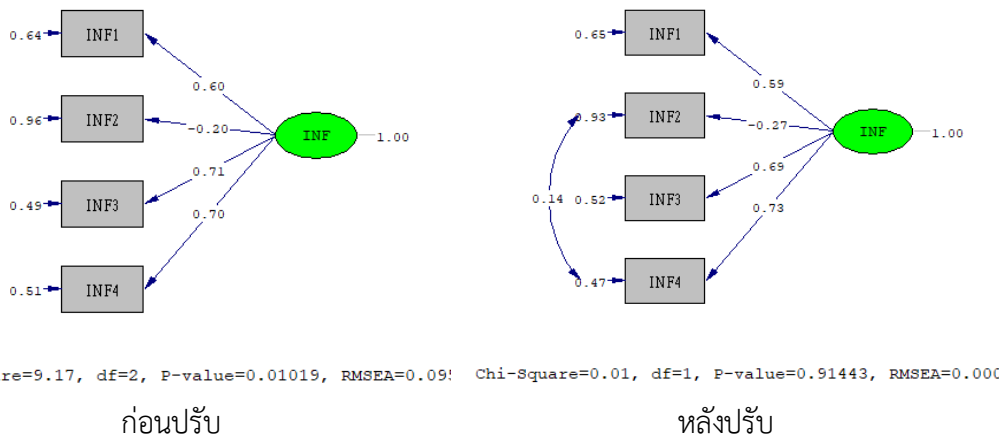 0.64 INF1 0.65 INF1
0.60 0.59
0.96 INF2 0.93 INF2
-0.20 INF 1.00 -0.27 INF 1.00
0.71 0.69
0.49 INF3 0.14 0.52 INF3
0.70 0.73
0.51 INF4 0.47 INF4
re=9.17, df=2, P-value=0.01019, RMSEA=0.095 Chi-Square=0.01, df=1, P-value=0.91443, RMSEA=0.000
ก่อนปรับ หลังปรับ